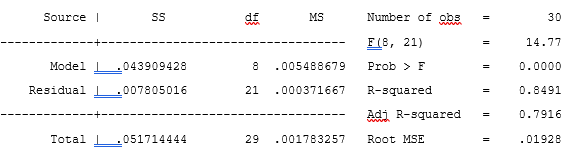 Source | SS df MS Number of obs = 30
-------------+---------------------------------- F(8, 21) = 14.77
Model | .043909428 8 .005488679 Prob > F = 0.0000
Residual | .007805016 21 .000371667 R-squared = 0.8491
-------------+---------------------------------- Adj R-squared = 0.7916
Total | .051714444 29 .001783257 Root MSE = .01928